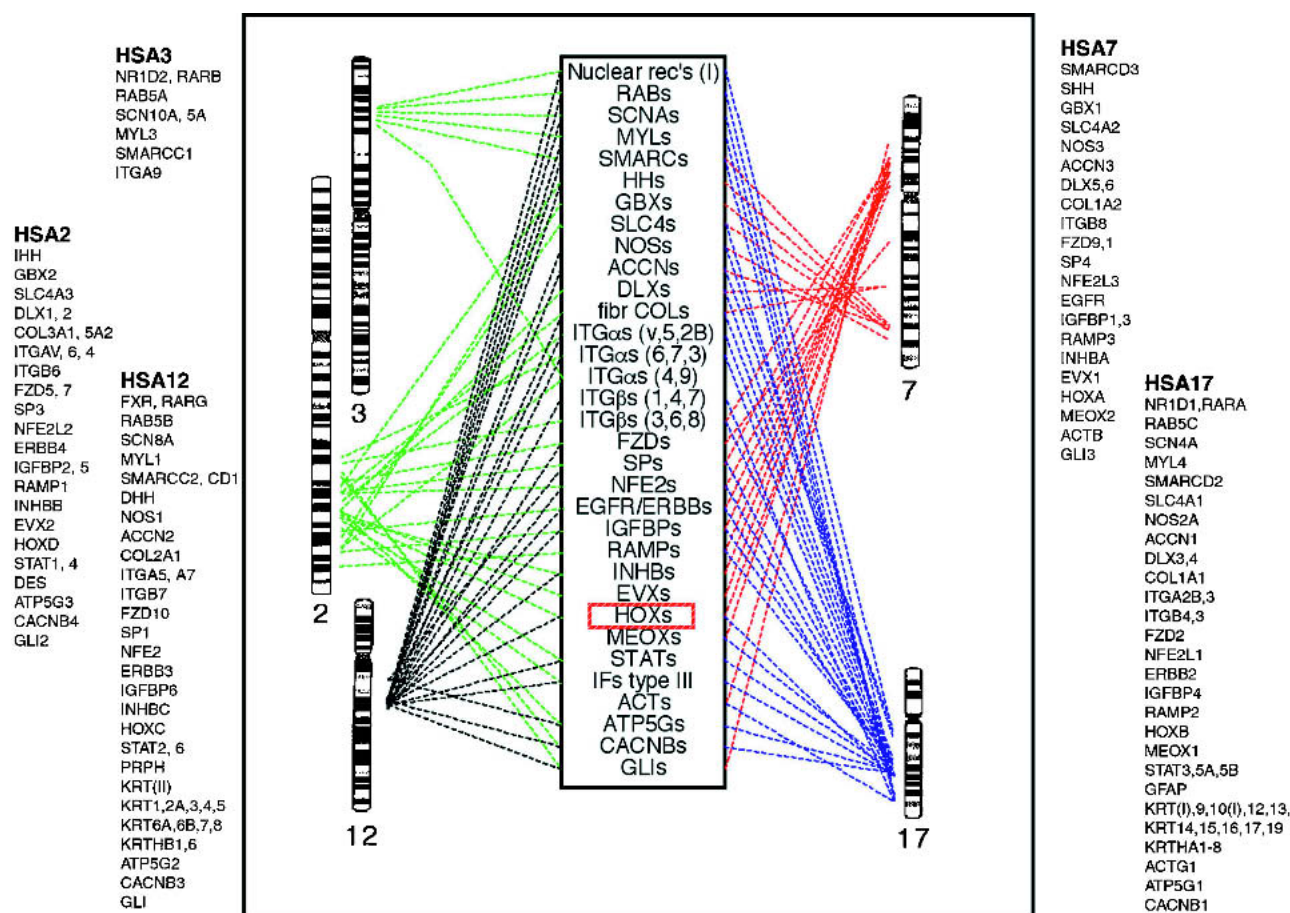 HSA3
NR1D2, RARB
RAB5A
SCN10A, 5A
MYL3
SMARCC1
ITGA9
HSA2
IHH
GBX2
SLC4A3
DLX1, 2
COL3A1, 5A2
ITGAV, 6, 4
ITGB6
FZD5, 7
SP3
NFE2L2
ERBB4
IGFBP2, 5
RAMP1
INHBB
EVX2
HOXD
STAT1, 4
DES
ATP5G3
CACNB4
GLI2
HSA12
FXR, RARG
RAB5B
SCN8A
MYL1
SMARCC2, CD1
DHH
NOS1
ACCN2
COL2A1
ITGA5, A7
ITGB7
FZD10
SP1
NFE2
ERBB3
IGFBP6
INHBC
HOXC
STAT2, 6
PRPH
KRT(II)
KRT1,2A,3,4,5
KRT6A,6B,7,8
KRTHB1,6
ATP5G2
CACNB3
GLI
3
2
12
Nuclear rec's (I)
RABs
SCNAs
MYLs
SMARCs
HHs
GBXs
SLC4s
NOSs
ACCNs
DLXs
fibr COLs
ITGαs (v,5,2B)
ITGαs (6,7,3)
ITGαs (4,9)
ITGβs (1,4,7)
ITGβs (3,6,8)
FZDs
SPs
NFE2s
EGFR/ERBBs
IGFBPs
RAMPs
INHBs
EVXs
HOXs
MEOXs
STATs
IFs type III
ACTs
ATP5Gs
CACNBs
GLIs
7
17
HSA7
SMARCD3
SHH
GBX1
SLC4A2
NOS3
ACCN3
DLX5,6
COL1A2
ITGB8
FZD9,1
SP4
NFE2L3
EGFR
IGFBP1,3
RAMP3
INHBA
EVX1
HOXA
MEOX2
ACTB
GLI3
HSA17
NR1D1,RARA
RAB5C
SCN4A
MYL4
SMARCD2
SLC4A1
NOS2A
ACCN1
DLX3,4
COL1A1
ITGA2B,3
ITGB4,3
FZD2
NFE2L1
ERBB2
IGFBP4
RAMP2
HOXB
MEOX1
STAT3,5A,5B
GFAP
KRT(I),9,10(I),12,13,
KRT14,15,16,17,19
KRTHA1-8
ACTG1
ATP5G1
CACNB1